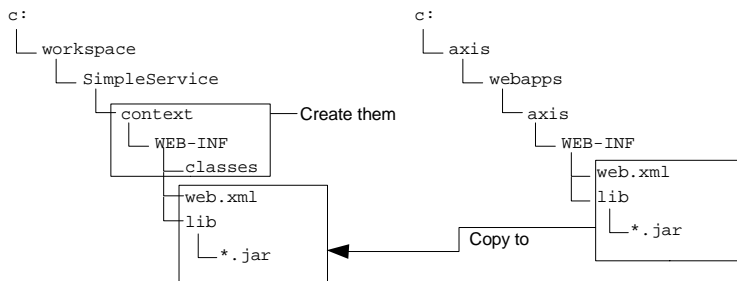 c:
workspace
SimpleService
context
WEB-INF
classes
web.xml
lib
*.jar
Create them
c:
axis
webapps
axis
WEB-INF
web.xml
lib
*.jar
Copy to